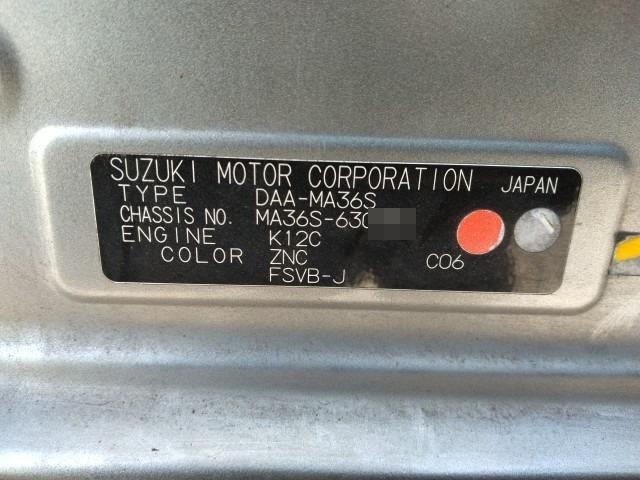 SUZUKI MOTOR CORPORATION JAPAN
TYPE DAA-MA36S
CHASSIS NO. MA36S-630
ENGINE K12C
COLOR ZNC C06
FSVB-J